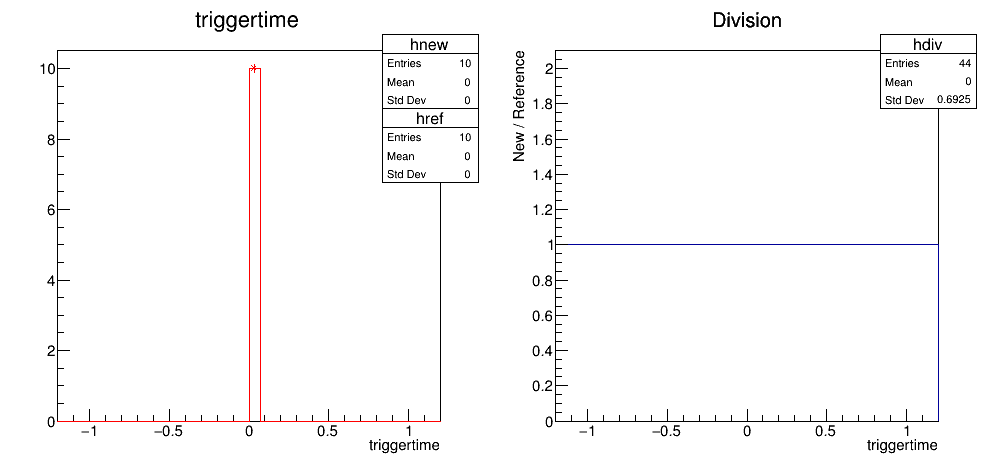 triggertime
hnew
Entries 10
Mean 0
Std Dev 0
href
Entries 10
Mean 0
Std Dev 0
10
8
6
4
2
0
−1 −0.5 0 0.5 1
triggertime
Division
hdiv
Entries 44
Mean 0
Std Dev 0.6925
New / Reference
2
1.8
1.6
1.4
1.2
1
0.8
0.6
0.4
0.2
0
−1 −0.5 0 0.5 1
triggertime